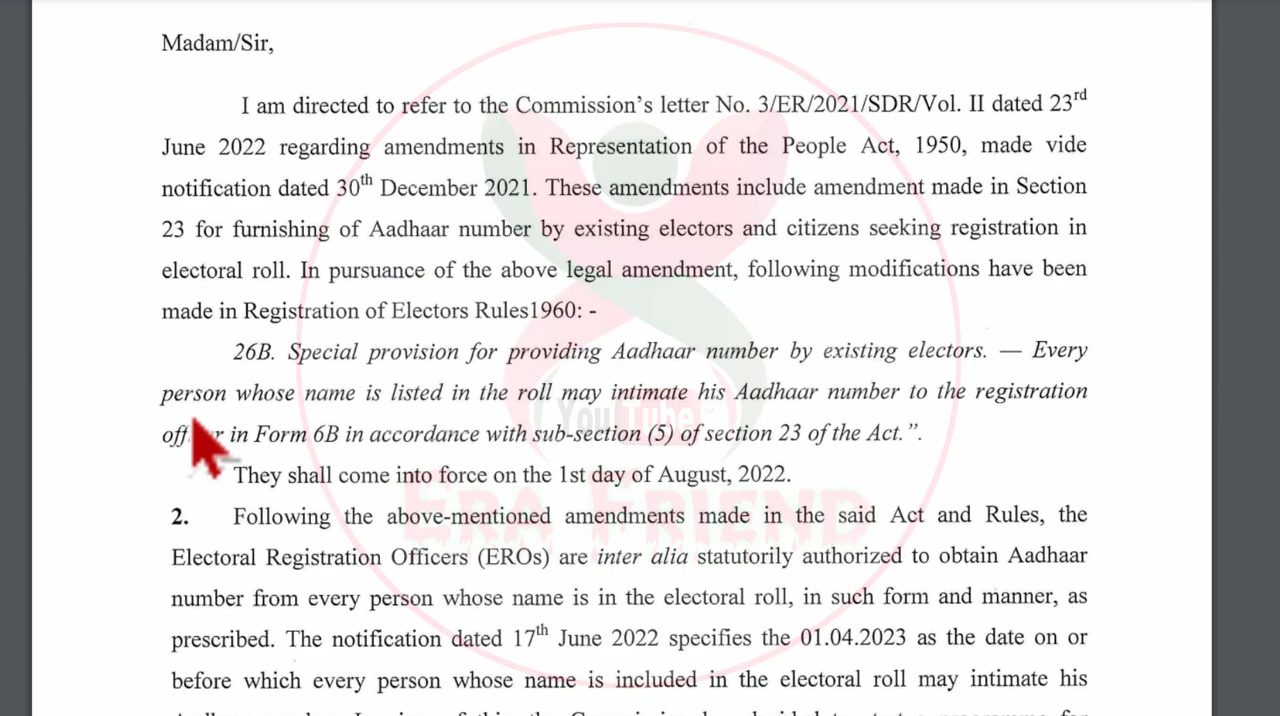 Madam/Sir,
I am directed to refer to the Commission's letter No. 3/ER/2021/SDR/Vol. II dated 23rd
June 2022 regarding amendments in Representation of the People Act, 1950, made vide
notification dated 30th December 2021. These amendments include amendment made in Section
23 for furnishing of Aadhaar number by existing electors and citizens seeking registration in
electoral roll. In pursuance of the above legal amendment, following modifications have been
made in Registration of Electors Rules1960: -
26B. Special provision for providing Aadhaar number by existing electors. — Every
person whose name is listed in the roll may intimate his Aadhaar number to the registration
in Form 6B in accordance with sub-section (5) of section 23 of the Act.”.
They shall come into force on the 1st day of August, 2022.
2. Following the above-mentioned amendments made in the said Act and Rules, the
Electoral Registration Officers (EROs) are inter alia statutorily authorized to obtain Aadhaar
number from every person whose name is in the electoral roll, in such form and manner, as
prescribed. The notification dated 17th June 2022 specifies the 01.04.2023 as the date on or
before which every person whose name is included in the electoral roll may intimate his
YouTube
Era Friend